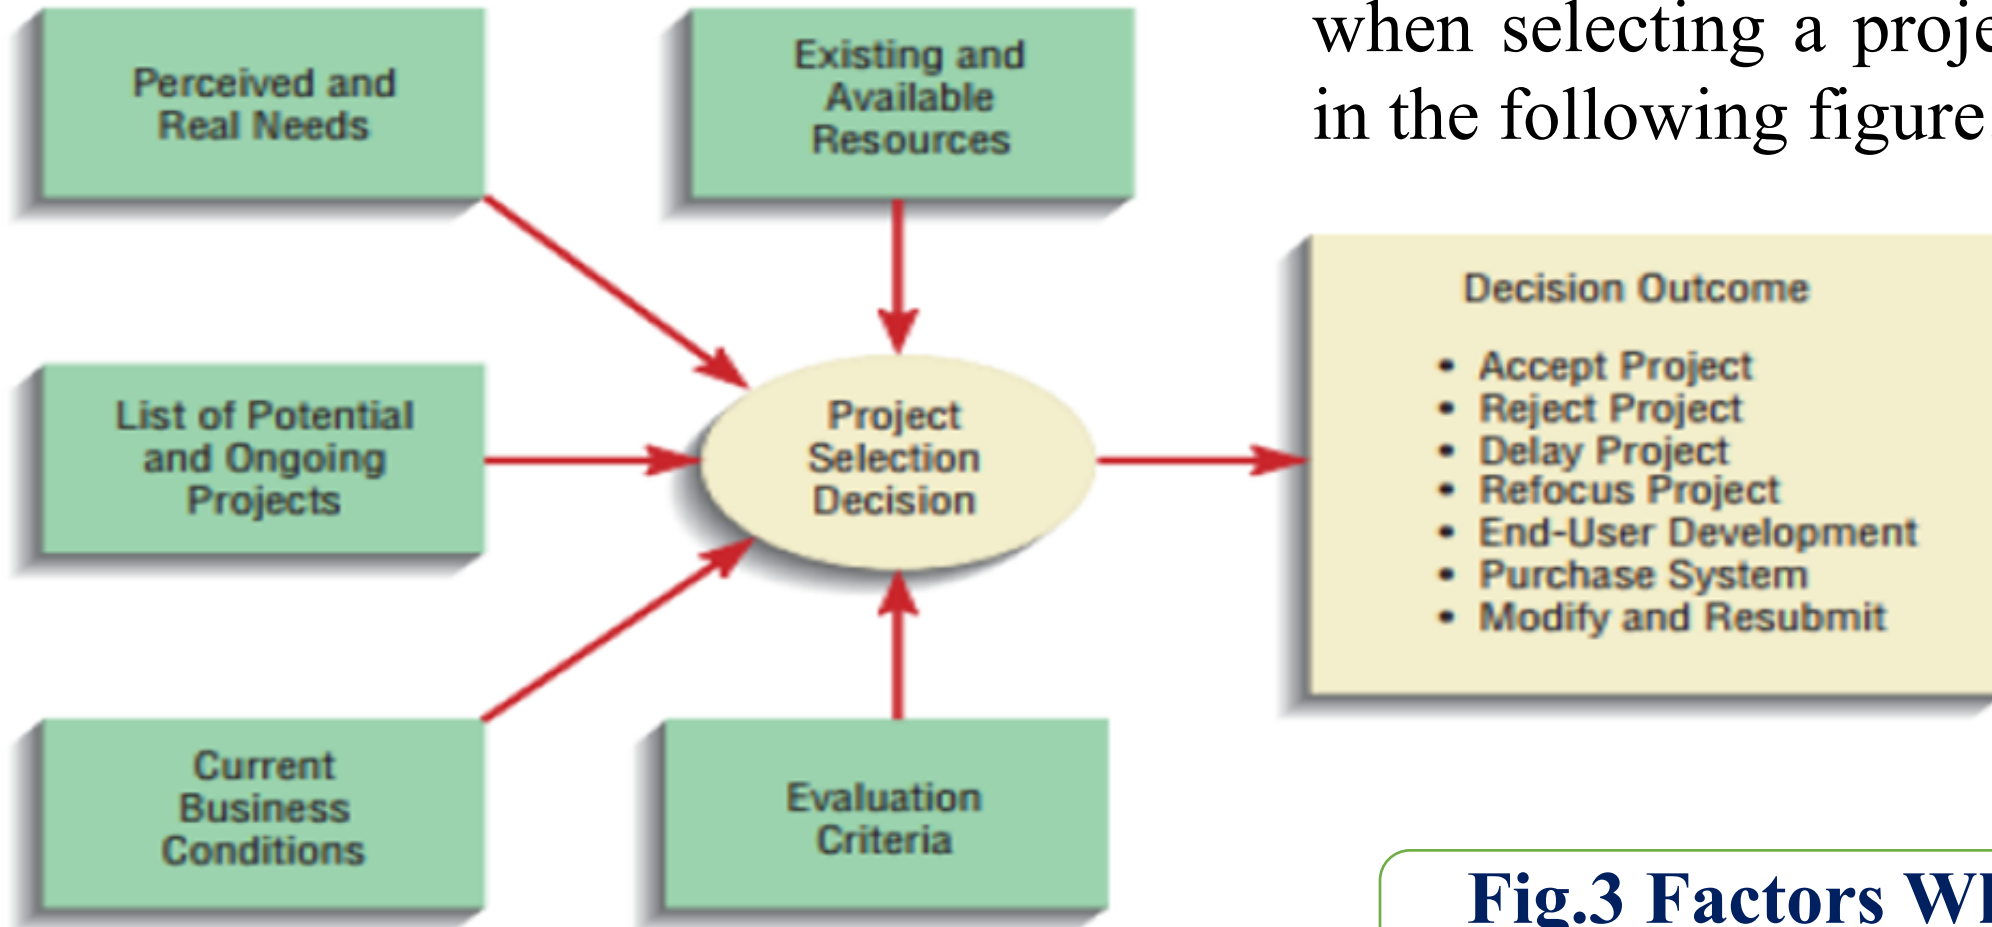 Perceived and
Real Needs
Existing and
Available
Resources
when selecting a
in the following figure
List of Potential
and Ongoing
Projects
Project
Selection
Decision
Decision Outcome
• Accept Project
• Reject Project
• Delay Project
• Refocus Project
• End-User Development
• Purchase System
• Modify and Resubmit
Current
Business
Conditions
Evaluation
Criteria
Fig.3 Factors